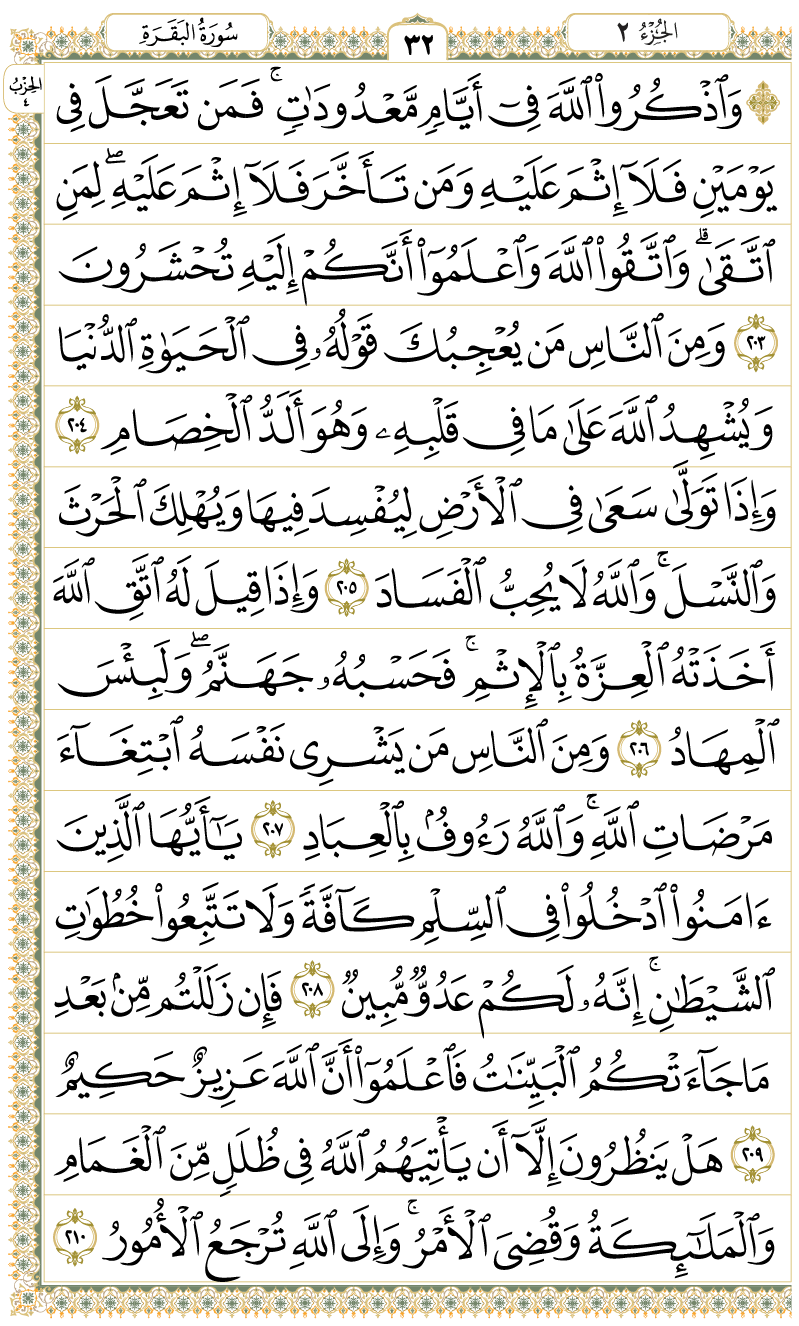 الجُزْءُ ٢
٣٢
سُورَةُ البَقَرَةِ
الحِزْبُ
٤
۞ وَٱذْكُرُوا۟ ٱللَّهَ فِىٓ أَيَّامٍ مَّعْدُودَٰتٍ ۚ فَمَن تَعَجَّلَ فِى
يَوْمَيْنِ فَلَآ إِثْمَ عَلَيْهِ وَمَن تَأَخَّرَ فَلَآ إِثْمَ عَلَيْهِ ۖ لِمَنِ
ٱتَّقَىٰ ۗ وَٱتَّقُوا۟ ٱللَّهَ وَٱعْلَمُوٓا۟ أَنَّكُمْ إِلَيْهِ تُحْشَرُونَ
٢٠٣ وَمِنَ ٱلنَّاسِ مَن يُعْجِبُكَ قَوْلُهُۥ فِى ٱلْحَيَوٰةِ ٱلدُّنْيَا
وَيُشْهِدُ ٱللَّهَ عَلَىٰ مَا فِى قَلْبِهِۦ وَهُوَ أَلَدُّ ٱلْخِصَامِ ٢٠٤
وَإِذَا تَوَلَّىٰ سَعَىٰ فِى ٱلْأَرْضِ لِيُفْسِدَ فِيهَا وَيُهْلِكَ ٱلْحَرْثَ
وَٱلنَّسْلَ ۚ وَٱللَّهُ لَا يُحِبُّ ٱلْفَسَادَ ٢٠٥ وَإِذَا قِيلَ لَهُ ٱتَّقِ ٱللَّهَ
أَخَذَتْهُ ٱلْعِزَّةُ بِٱلْإِثْمِ ۚ فَحَسْبُهُۥ جَهَنَّمُ ۖ وَلَبِئْسَ
ٱلْمِهَادُ ٢٠٦ وَمِنَ ٱلنَّاسِ مَن يَشْرِى نَفْسَهُ ٱبْتِغَآءَ
مَرْضَاتِ ٱللَّهِ ۚ وَٱللَّهُ رَءُوفٌۢ بِٱلْعِبَادِ ٢٠٧ يَـٰٓأَيُّهَا ٱلَّذِينَ
ءَامَنُوا۟ ٱدْخُلُوا۟ فِى ٱلسِّلْمِ كَآفَّةً وَلَا تَتَّبِعُوا۟ خُطُوَٰتِ
ٱلشَّيْطَـٰنِ ۚ إِنَّهُۥ لَكُمْ عَدُوٌّ مُّبِينٌ ٢٠٨ فَإِن زَلَلْتُم مِّنۢ بَعْدِ
مَا جَآءَتْكُمُ ٱلْبَيِّنَـٰتُ فَٱعْلَمُوٓا۟ أَنَّ ٱللَّهَ عَزِيزٌ حَكِيمٌ
٢٠٩ هَلْ يَنظُرُونَ إِلَّآ أَن يَأْتِيَهُمُ ٱللَّهُ فِى ظُلَلٍ مِّنَ ٱلْغَمَامِ
وَٱلْمَلَـٰٓئِكَةُ وَقُضِىَ ٱلْأَمْرُ ۚ وَإِلَى ٱللَّهِ تُرْجَعُ ٱلْأُمُورُ ٢١٠